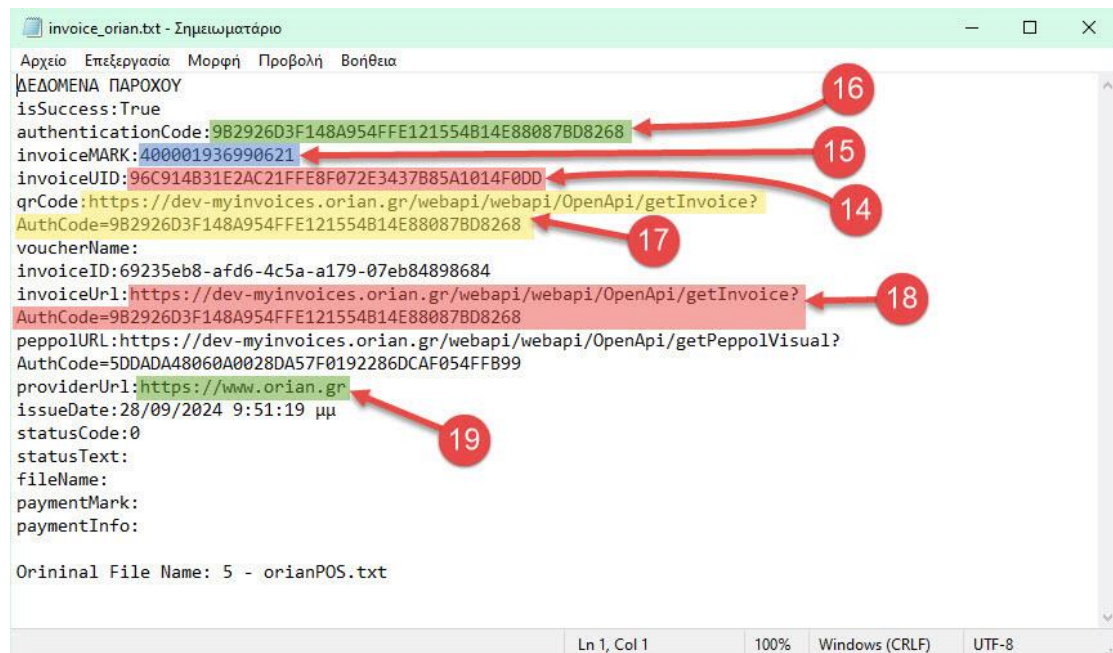 invoice_orian.txt - Σημειωματάριο
Αρχείο Επεξεργασία Μορφή Προβολή Βοήθεια
ΔΕΔΟΜΕΝΑ ΠΑΡΟΧΟΥ
isSuccess:True
authenticationCode:9B2926D3F148A954FFE121554B14E88087BD8268
16
invoiceMARK:400001936990621
15
invoiceUID:96C914B31E2AC21FFE8F072E3437B85A1014F0DD
14
qrCode:https://dev-myinvoices.orian.gr/webapi/webapi/OpenApi/getInvoice?
AuthCode=9B2926D3F148A954FFE121554B14E88087BD8268
17
voucherName:
invoiceID:69235eb8-afd6-4c5a-a179-07eb84898684
invoiceUrl:https://dev-myinvoices.orian.gr/webapi/webapi/OpenApi/getInvoice?
18
AuthCode=9B2926D3F148A954FFE121554B14E88087BD8268
peppolURL:https://dev-myinvoices.orian.gr/webapi/webapi/OpenApi/getPeppolVisual?
AuthCode=5DDADA48060A0028DA57F0192286DCAF054FFB99
providerUrl:https://www.orian.gr
issueDate:28/09/2024 9:51:19 μμ
19
statusCode:0
statusText:
fileName:
paymentMark:
paymentInfo:
Orininal File Name: 5 - orianPOS.txt
Ln 1, Col 1 100% Windows (CRLF) UTF-8